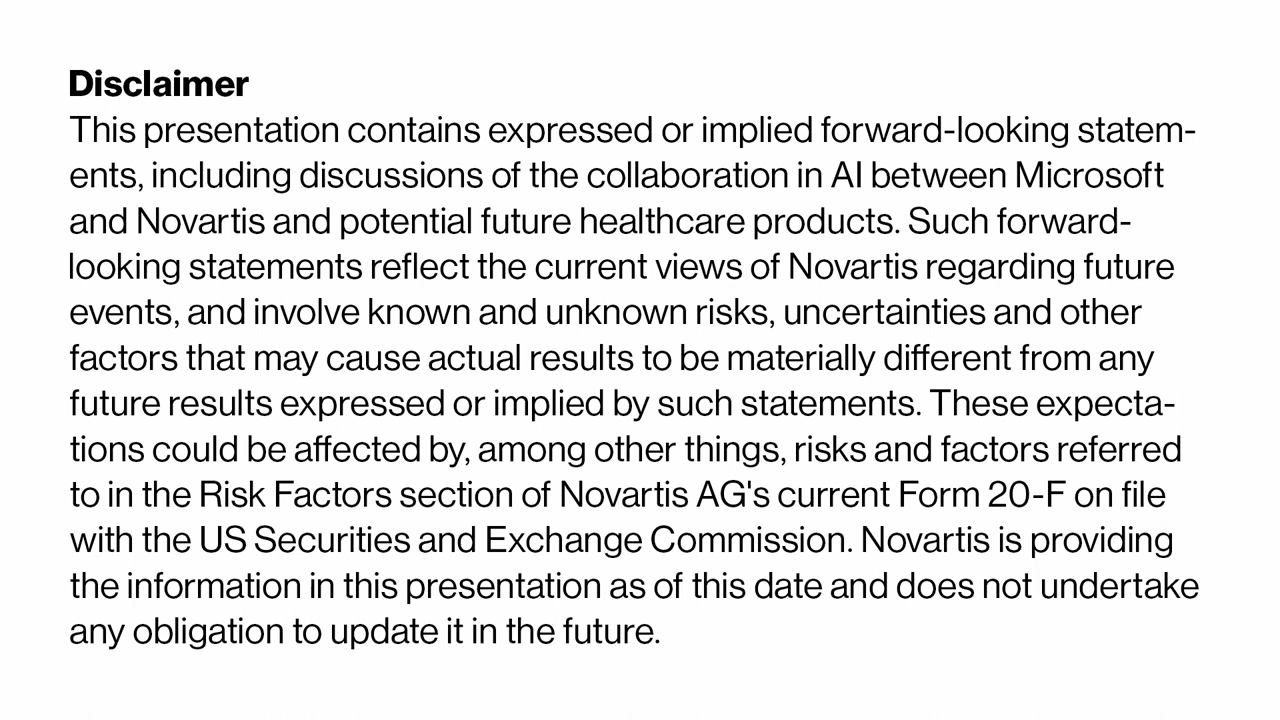 Disclaimer
This presentation contains expressed or implied forward-looking statem-
ents, including discussions of the collaboration in AI between Microsoft
and Novartis and potential future healthcare products. Such forward-
looking statements reflect the current views of Novartis regarding future
events, and involve known and unknown risks, uncertainties and other
factors that may cause actual results to be materially different from any
future results expressed or implied by such statements. These expecta-
tions could be affected by, among other things, risks and factors referred
to in the Risk Factors section of Novartis AG's current Form 20-F on file
with the US Securities and Exchange Commission. Novartis is providing
the information in this presentation as of this date and does not undertake
any obligation to update it in the future.